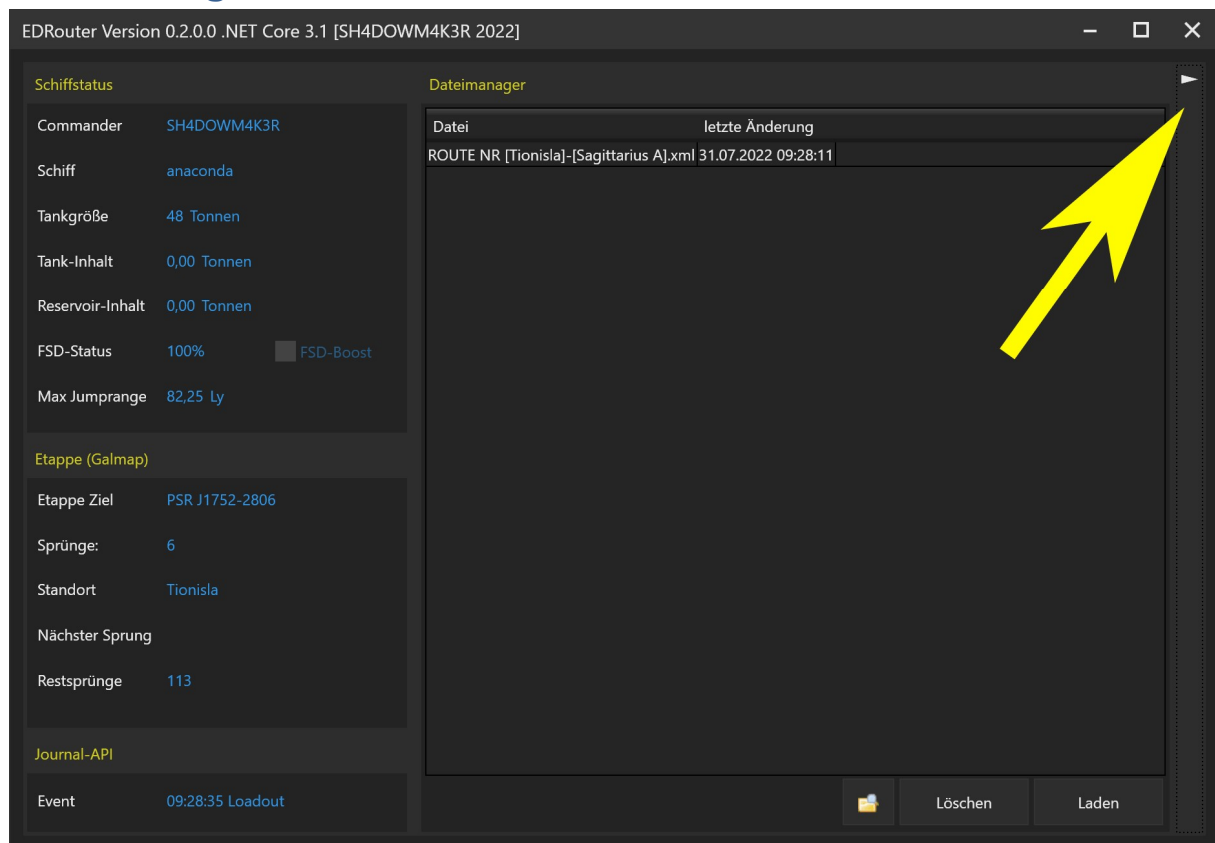 EDRouter Version 0.2.0.0 .NET Core 3.1 [SH4DOWM4K3R 2022]
Schiffstatus
Commander SH4DOWM4K3R
Schiff anaconda
Tankgröße 48 Tonnen
Tank-Inhalt 0,00 Tonnen
Reservoir-Inhalt 0,00 Tonnen
FSD-Status 100% FSD-Boost
Max Jumprange 82,25 Ly
Etappe (Galmap)
Etappe Ziel PSR J1752-2806
Sprünge: 6
Standort Tionisla
Nächster Sprung
Restsprünge 113
Journal-API
Event 09:28:35 Loadout
Dateimanager
Datei letzte Änderung
ROUTE NR [Tionisla]-[Sagittarius A].xml 31.07.2022 09:28:11
Löschen Laden